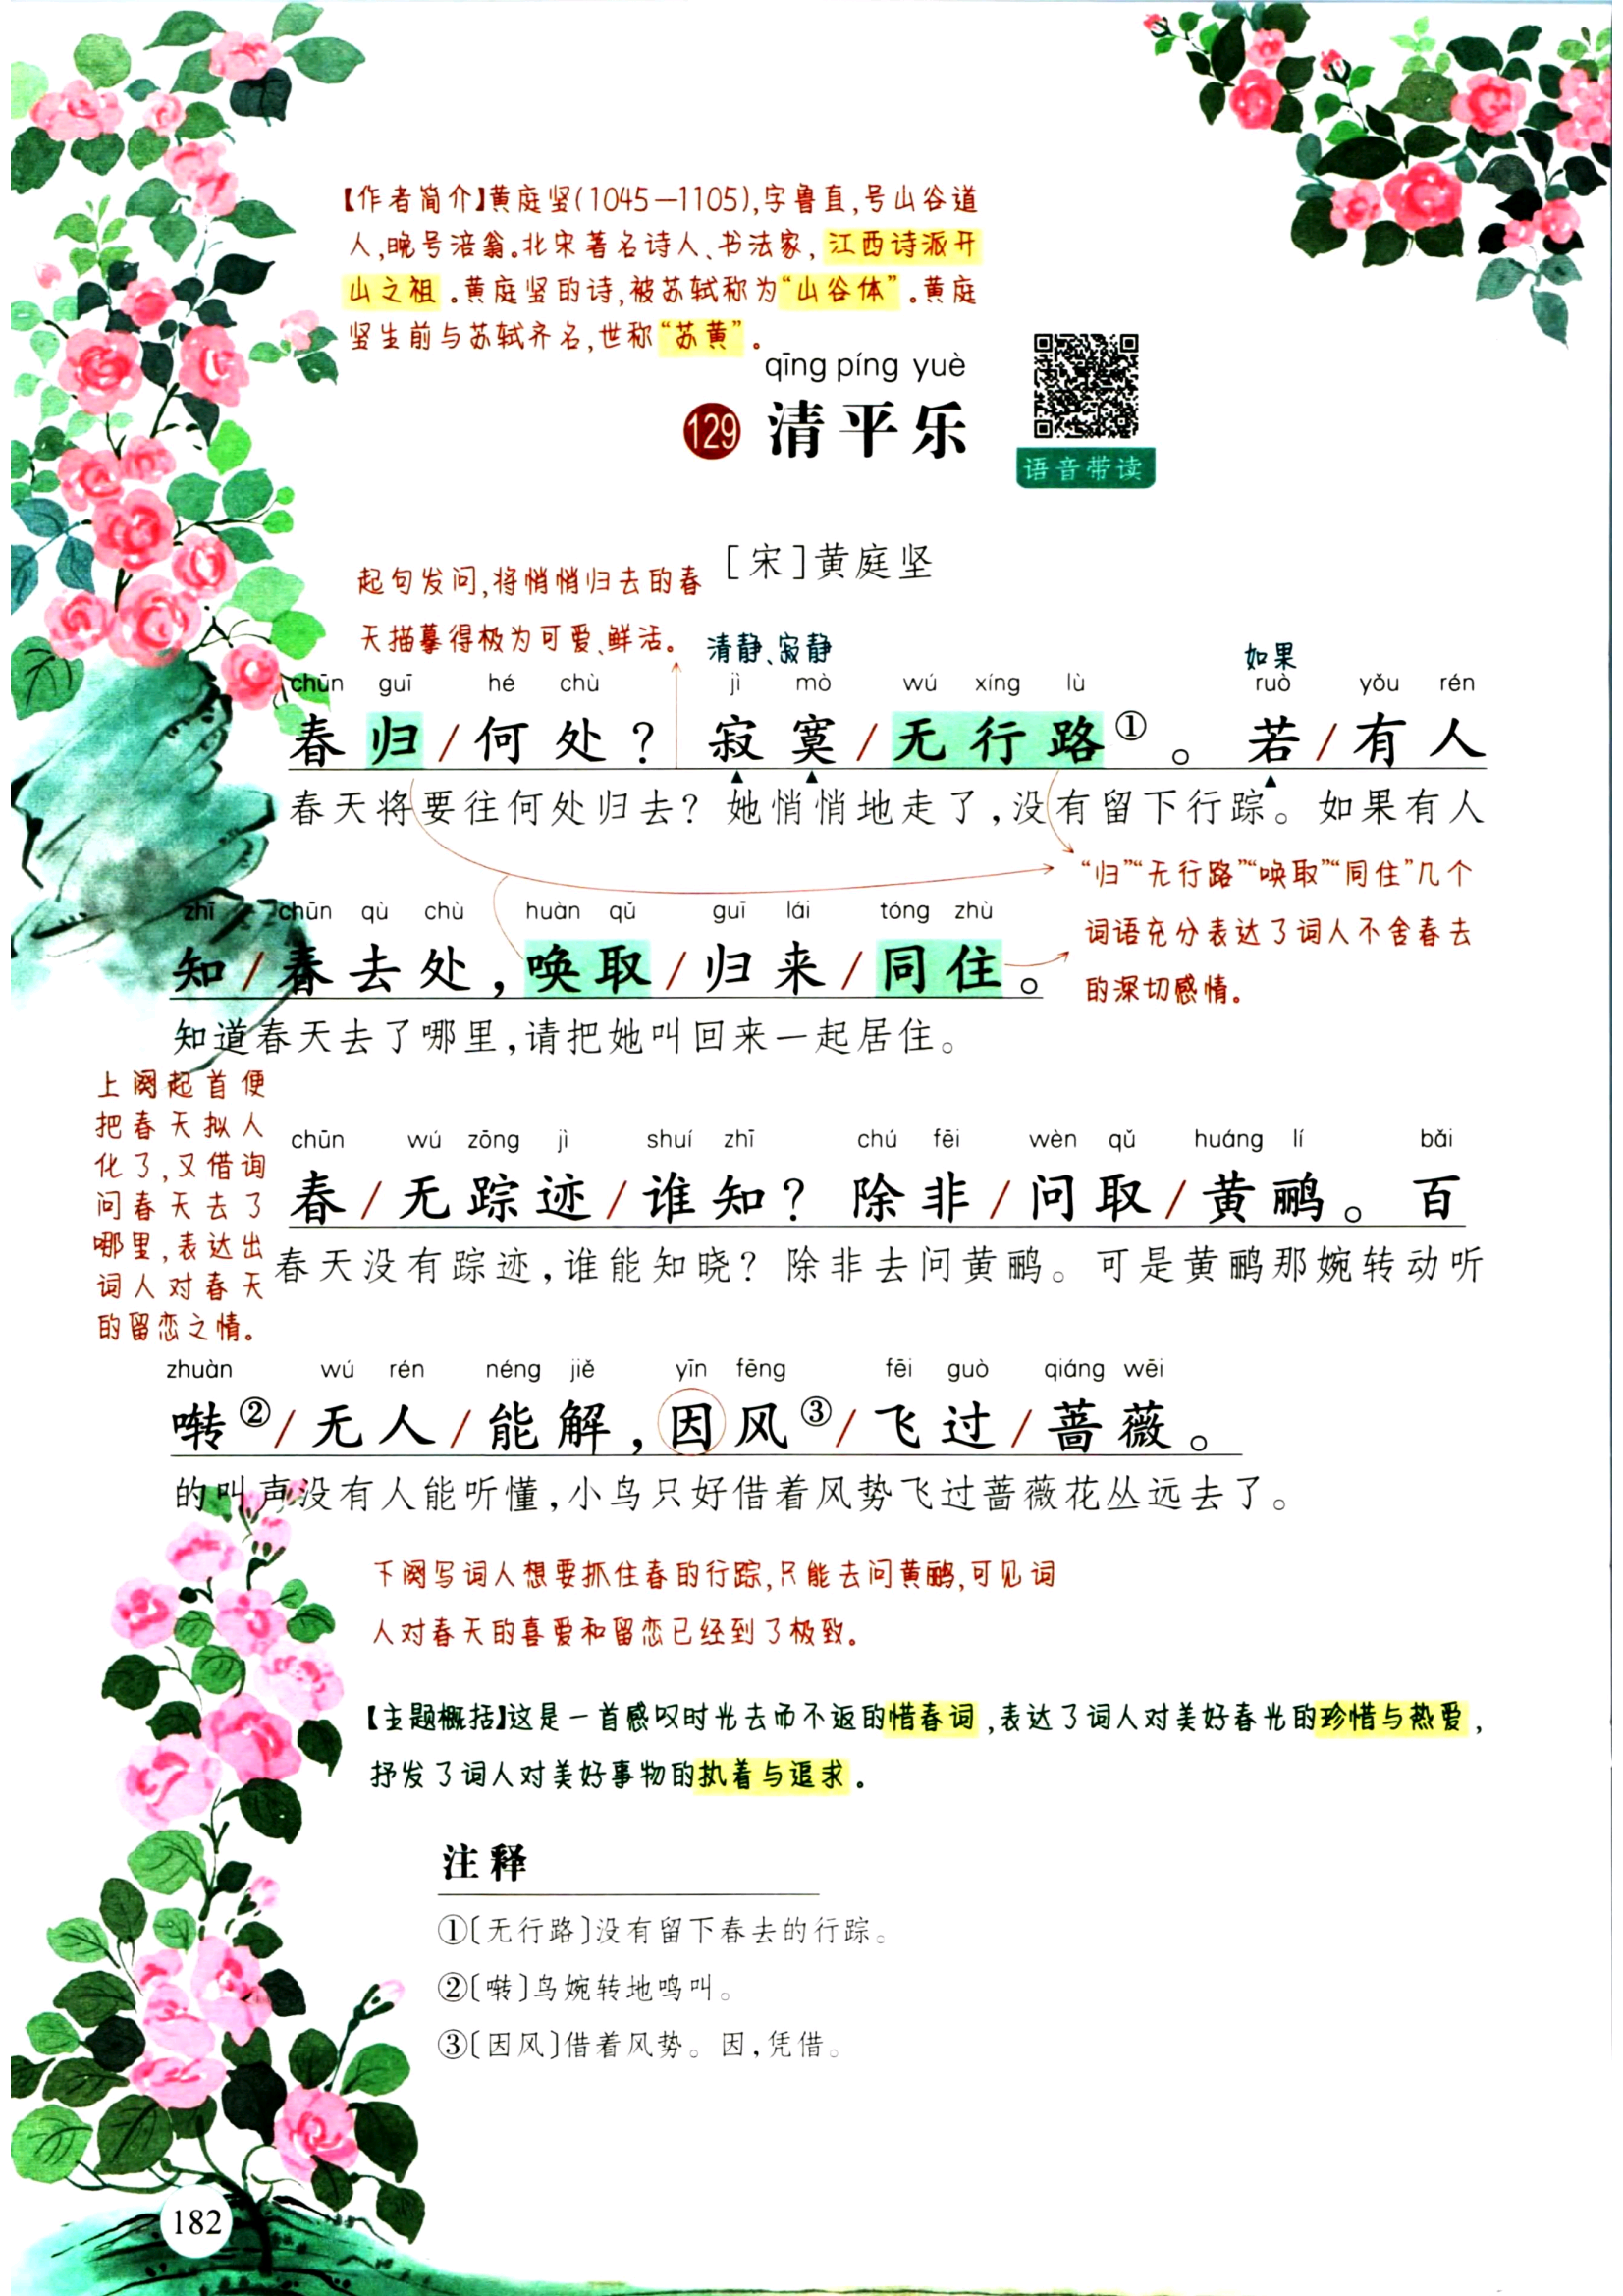 【作者简介】黄庭坚(1045—1105),字鲁直,号山谷道
人,晚号涪翁。北宋著名诗人、书法家,江西诗派开
山之祖。黄庭坚的诗,被苏轼称为“山谷体”。黄庭
坚生前与苏轼齐名,世称“苏黄”。
qīng píng yuè
129 清平乐
语音带读
[宋]黄庭坚
起句发问,将悄悄归去的春
天描摹得极为可爱、鲜活。
清静、寂静
如果
chūn guī hé chù jì mò wú xíng lù ruò yǒu rén
春归/何处? 寂寞/无行路①。若/有人
春天将要往何处归去? 她悄悄地走了,没有留下行踪。如果有人
“归”“无行路”“唤取”“同住”几个
词语充分表达了词人不舍春去
的深切感情。
zhī chūn qù chù huàn qǔ guī lái tóng zhù
知/春去处,唤取/归来/同住。
知道春天去了哪里,请把她叫回来一起居住。
上阕起首便
把春天拟人
化了,又借询
问春天去了
哪里,表达出
词人对春天
的留恋之情。
chūn wú zōng jì shuí zhī chú fēi wèn qǔ huáng lí bǎi
春/无踪迹/谁知? 除非/问取/黄鹂。百
春天没有踪迹,谁能知晓? 除非去问黄鹂。可是黄鹂那婉转动听
zhuàn wú rén néng jiě yīn fēng fēi guò qiáng wēi
啭②/无人/能解,因风③/飞过/蔷薇。
的叫声没有人能听懂,小鸟只好借着风势飞过蔷薇花丛远去了。
下阕写词人想要抓住春的行踪,只能去问黄鹂,可见词
人对春天的喜爱和留恋已经到了极致。
【主题概括】这是一首感叹时光去而不返的惜春词,表达了词人对美好春光的珍惜与热爱,
抒发了词人对美好事物的执着与追求。
注释
①〔无行路〕没有留下春去的行踪。
②〔啭〕鸟婉转地鸣叫。
③〔因风〕借着风势。因,凭借。
182